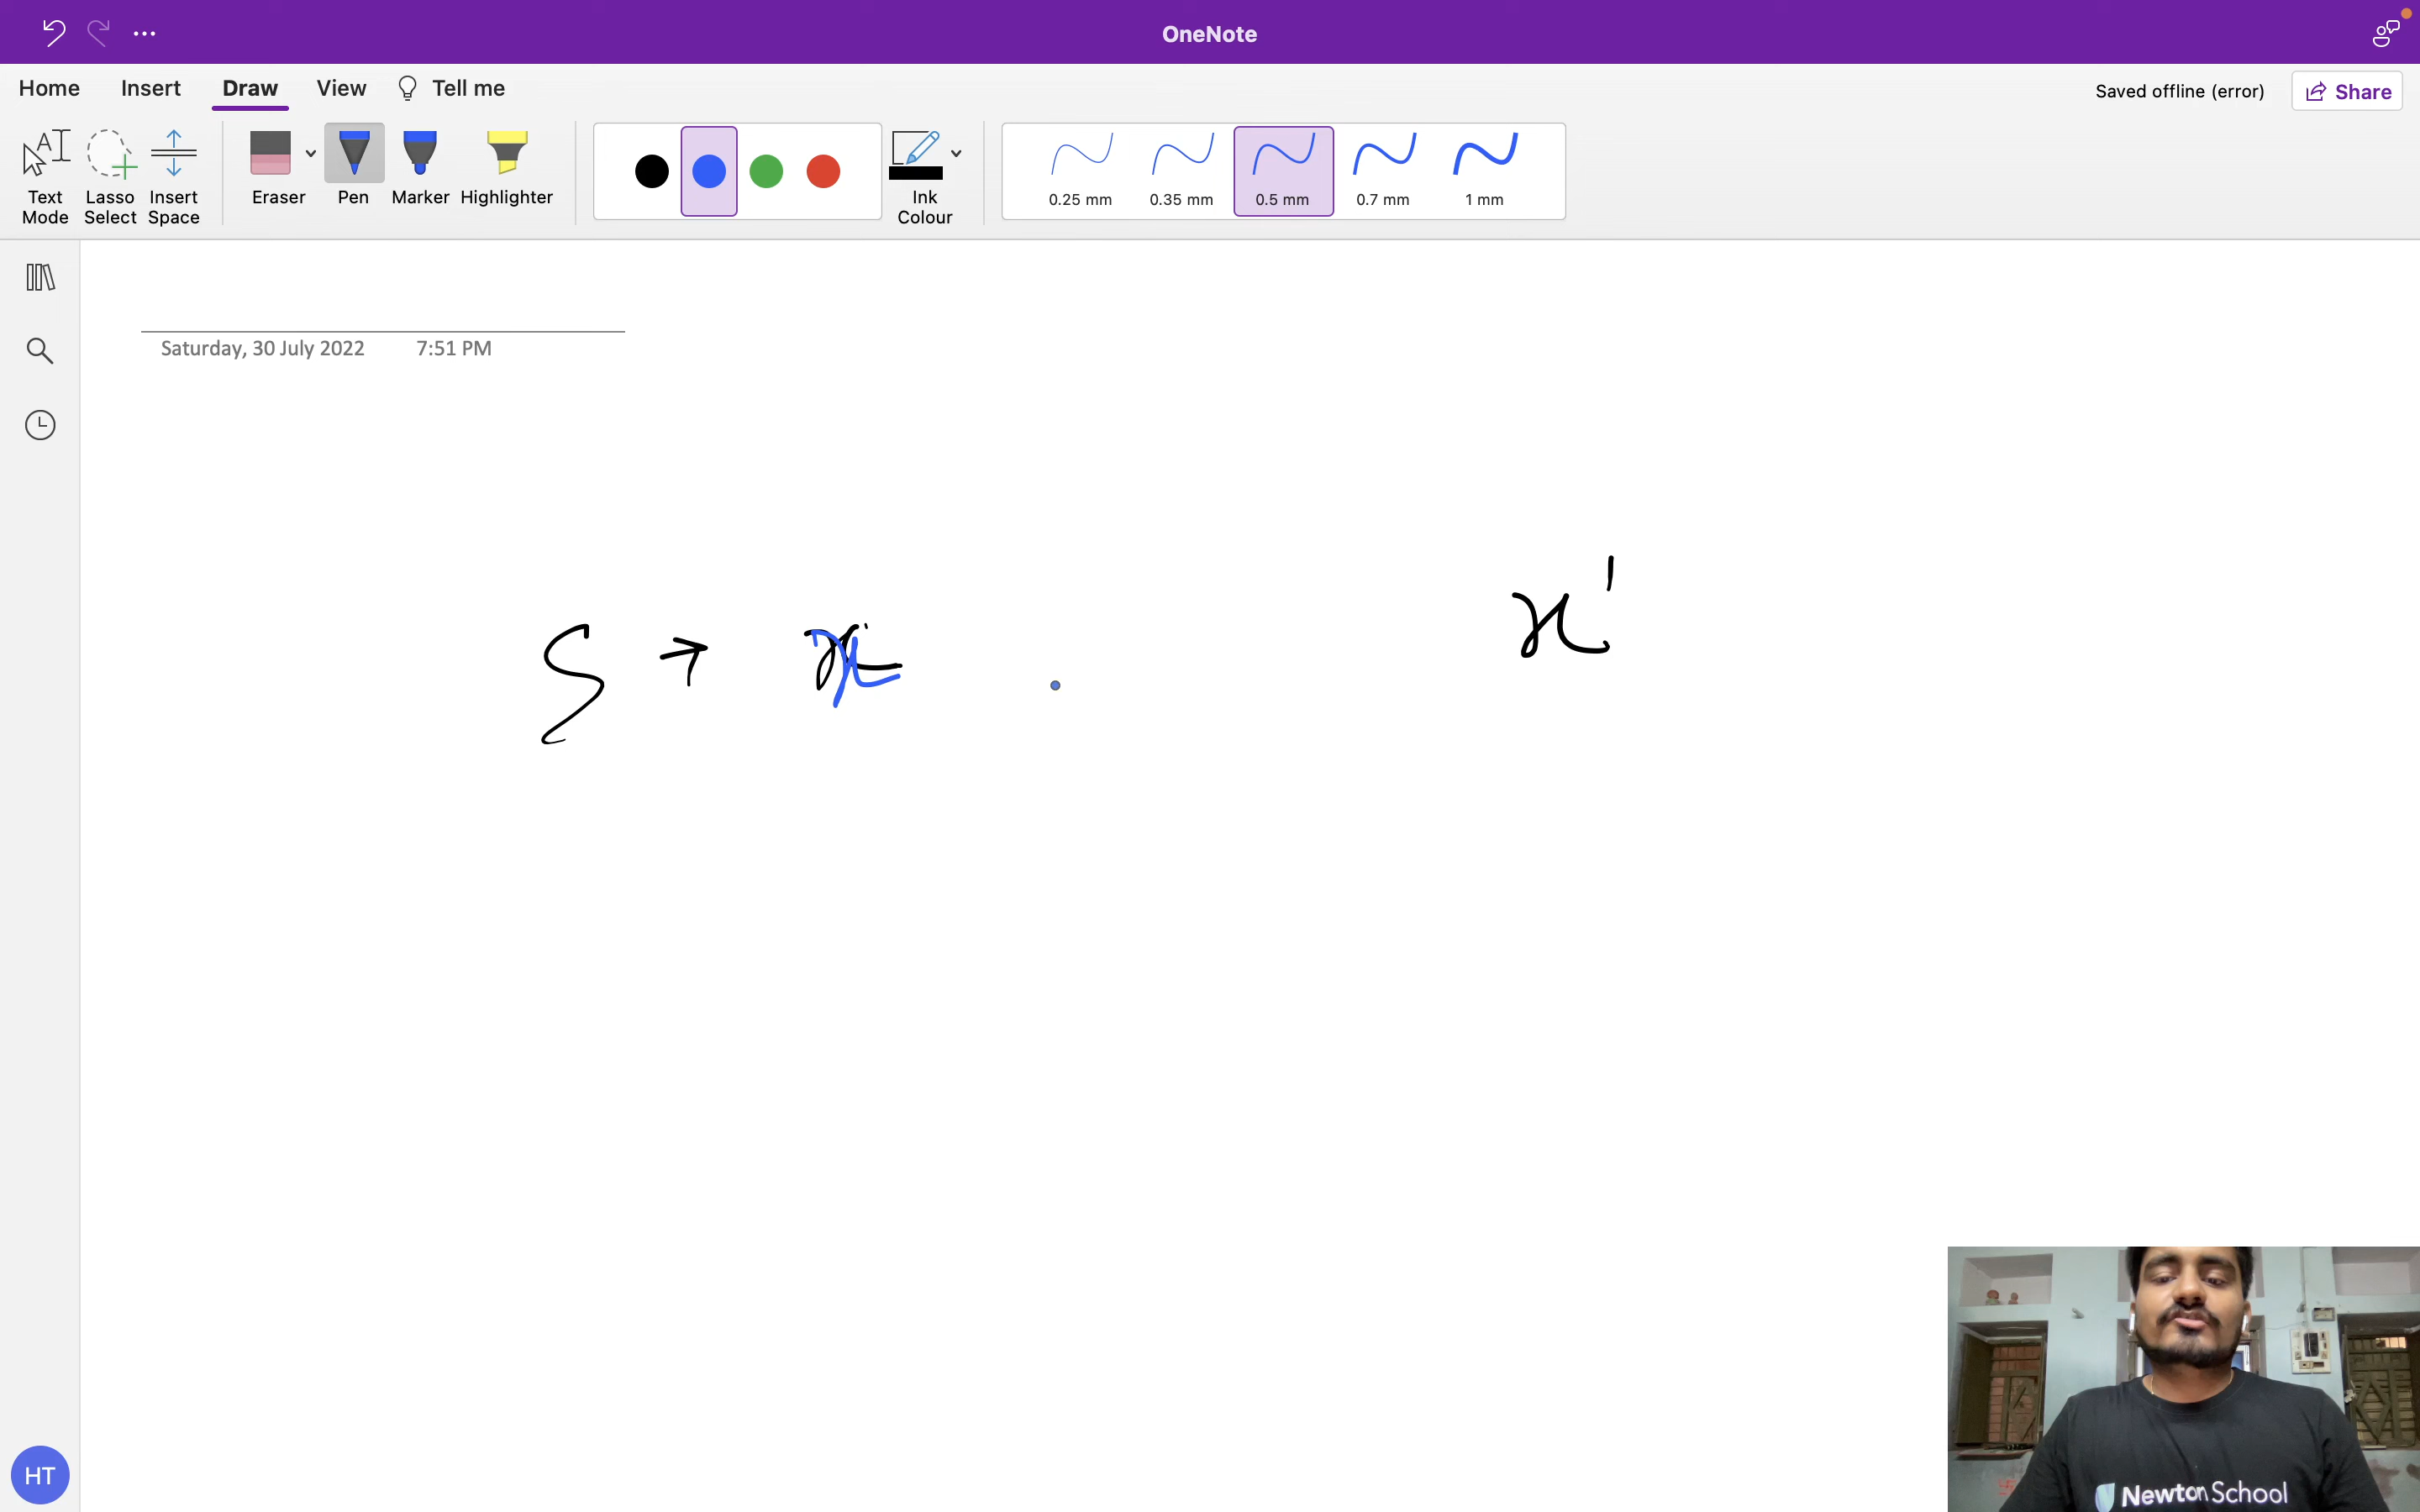 OneNote
Home Insert Draw View Tell me Saved offline (error) Share
Text Mode Lasso Select Insert Space Eraser Pen Marker Highlighter Ink Colour 0.25 mm 0.35 mm 0.5 mm 0.7 mm 1 mm
Saturday, 30 July 2022 7:51 PM
x'
S → x
HT
Newton School